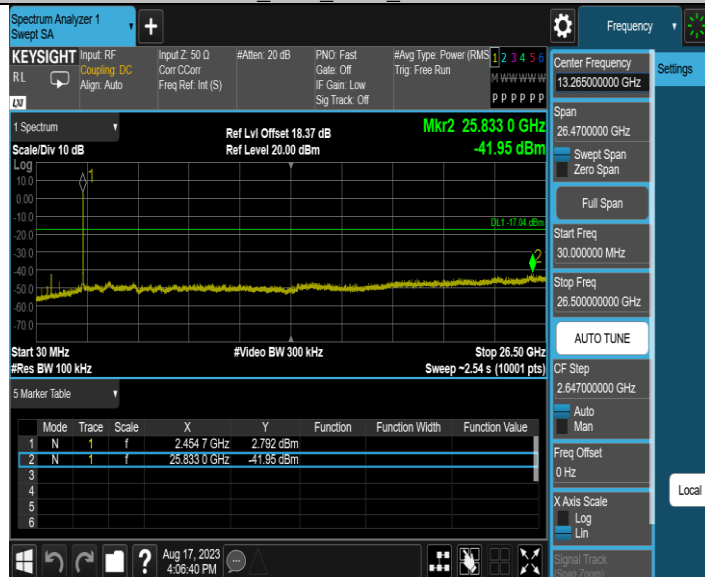 Spectrum Analyzer 1
Swept SA
+
Frequency
KEYSIGHT
RL
LXI
Input: RF
Coupling: DC
Align: Auto
Input Z: 50 Ω
Corr CCorr
Freq Ref: Int (S)
#Atten: 20 dB
PNO: Fast
Gate: Off
IF Gain: Low
Sig Track: Off
#Avg Type: Power (RMS
Trig: Free Run
1 2 3 4 5 6
M W W W W W
P P P P P P
1 Spectrum
Scale/Div 10 dB
Ref Lvl Offset 18.37 dB
Ref Level 20.00 dBm
Mkr2 25.833 0 GHz
-41.95 dBm
Log
10.0
0.00
-10.0
-20.0
-30.0
-40.0
-50.0
-60.0
-70.0
1
DL1 -17.04 dBm
2
Start 30 MHz
#Res BW 100 kHz
#Video BW 300 kHz
Stop 26.50 GHz
Sweep ~2.54 s (10001 pts)
5 Marker Table
Mode Trace Scale X Y Function Function Width Function Value
1 N 1 f 2.454 7 GHz 2.792 dBm
2 N 1 f 25.833 0 GHz -41.95 dBm
3
4
5
6
?
Aug 17, 2023
4:06:40 PM
Center Frequency
13.265000000 GHz
Span
26.4700000 GHz
Swept Span
Zero Span
Full Span
Start Freq
30.000000 MHz
Stop Freq
26.500000000 GHz
AUTO TUNE
CF Step
2.647000000 GHz
Auto
Man
Freq Offset
0 Hz
X Axis Scale
Log
Lin
Signal Track
(Span Zoom)
Settings
Local